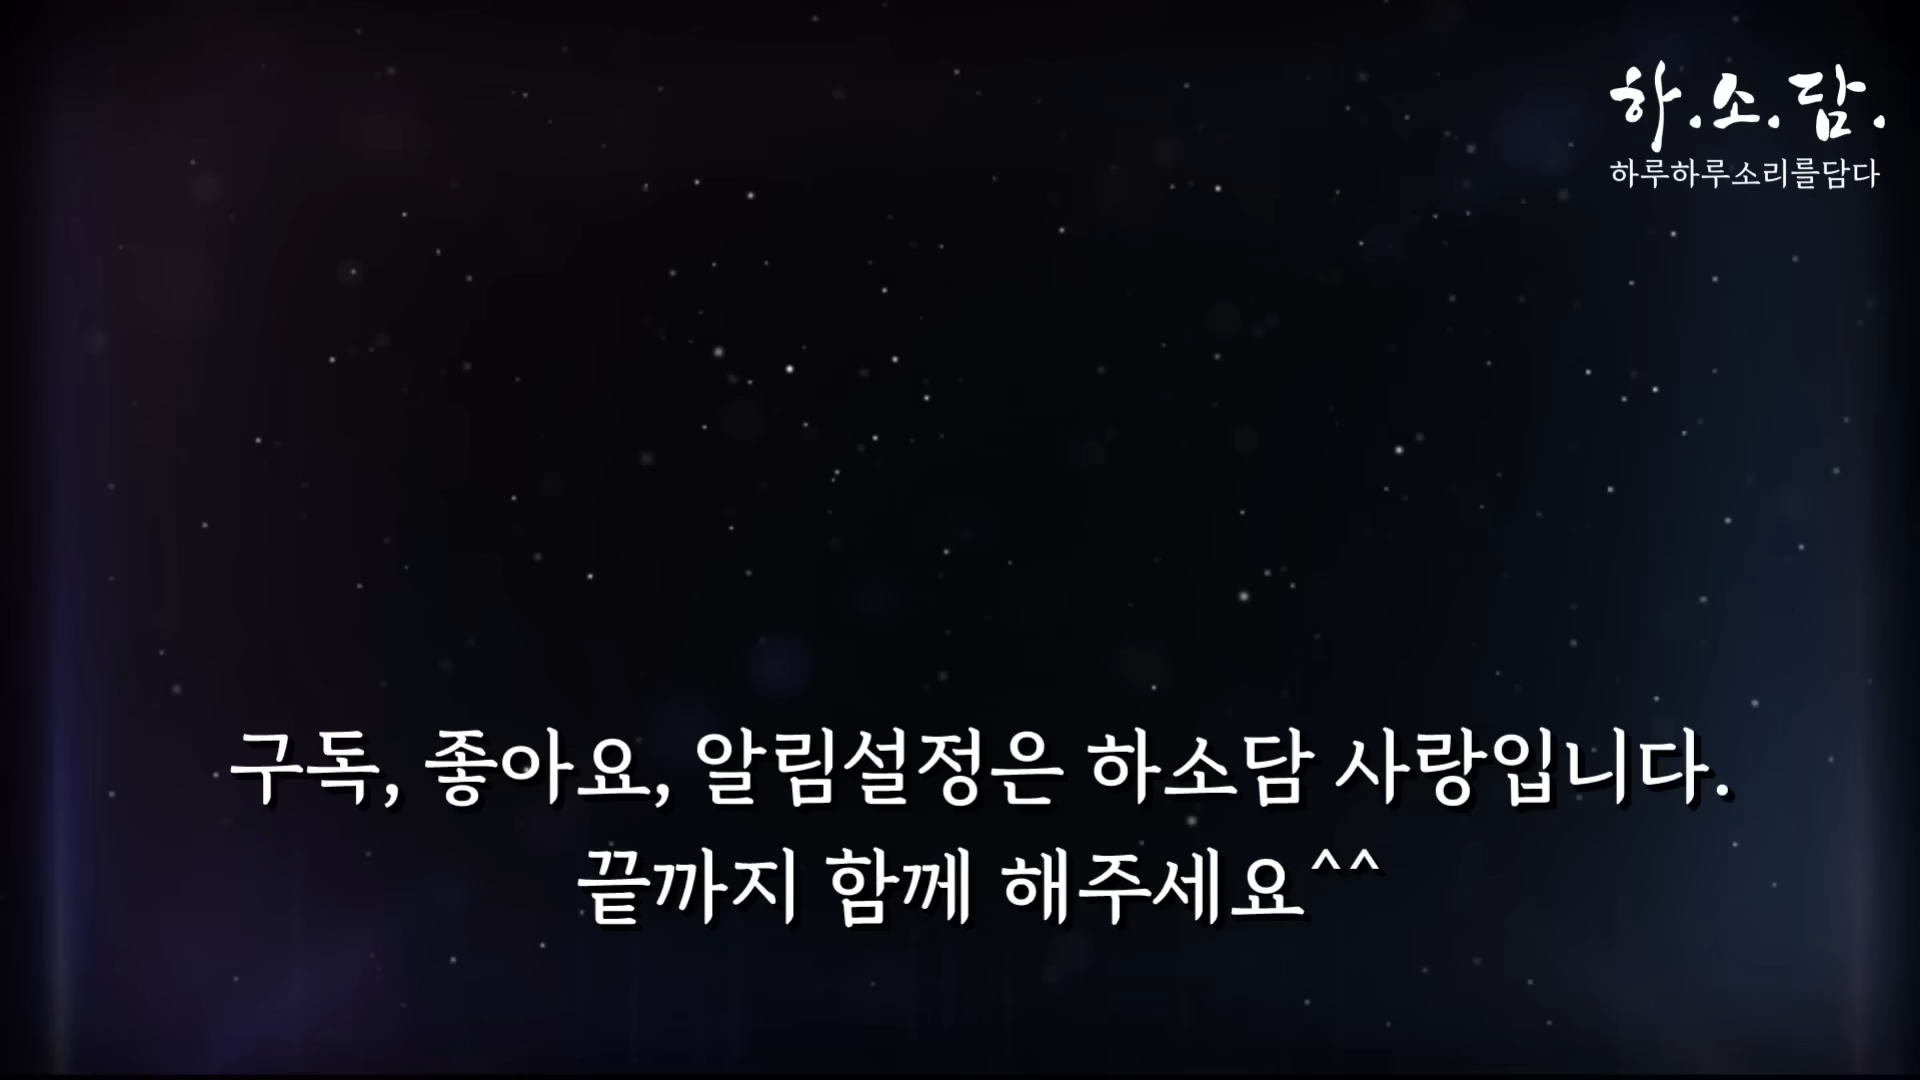 하.소.담.
하루하루소리를담다
구독, 좋아요, 알림설정은 하소담 사랑입니다.
끝까지 함께 해주세요^^